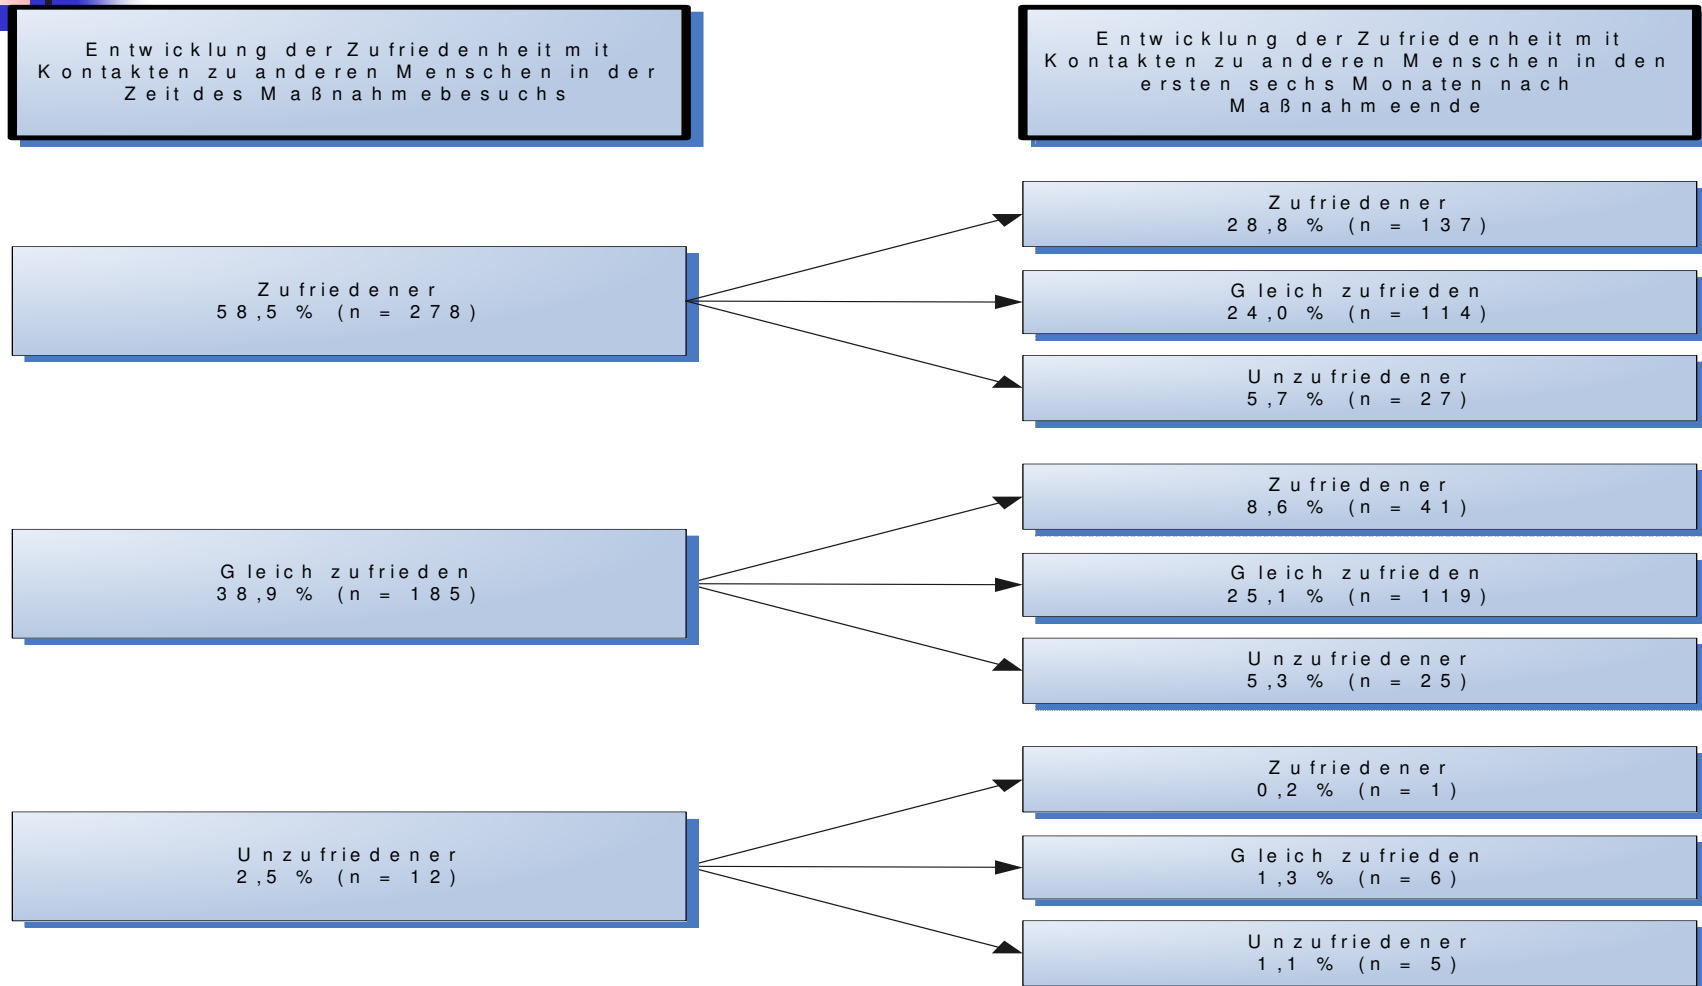 Entwicklung der Zufriedenheit mit
Kontakten zu anderen Menschen in der
Zeit des Maßnahmebesuchs
Entwicklung der Zufriedenheit mit
Kontakten zu anderen Menschen in den
ersten sechs Monaten nach
Maßnahmeende
Zufriedener
58,5 % (n = 278)
Zufriedener
28,8 % (n = 137)
Gleich zufrieden
24,0 % (n = 114)
Unzufriedener
5,7 % (n = 27)
Gleich zufrieden
38,9 % (n = 185)
Zufriedener
8,6 % (n = 41)
Gleich zufrieden
25,1 % (n = 119)
Unzufriedener
5,3 % (n = 25)
Unzufriedener
2,5 % (n = 12)
Zufriedener
0,2 % (n = 1)
Gleich zufrieden
1,3 % (n = 6)
Unzufriedener
1,1 % (n = 5)